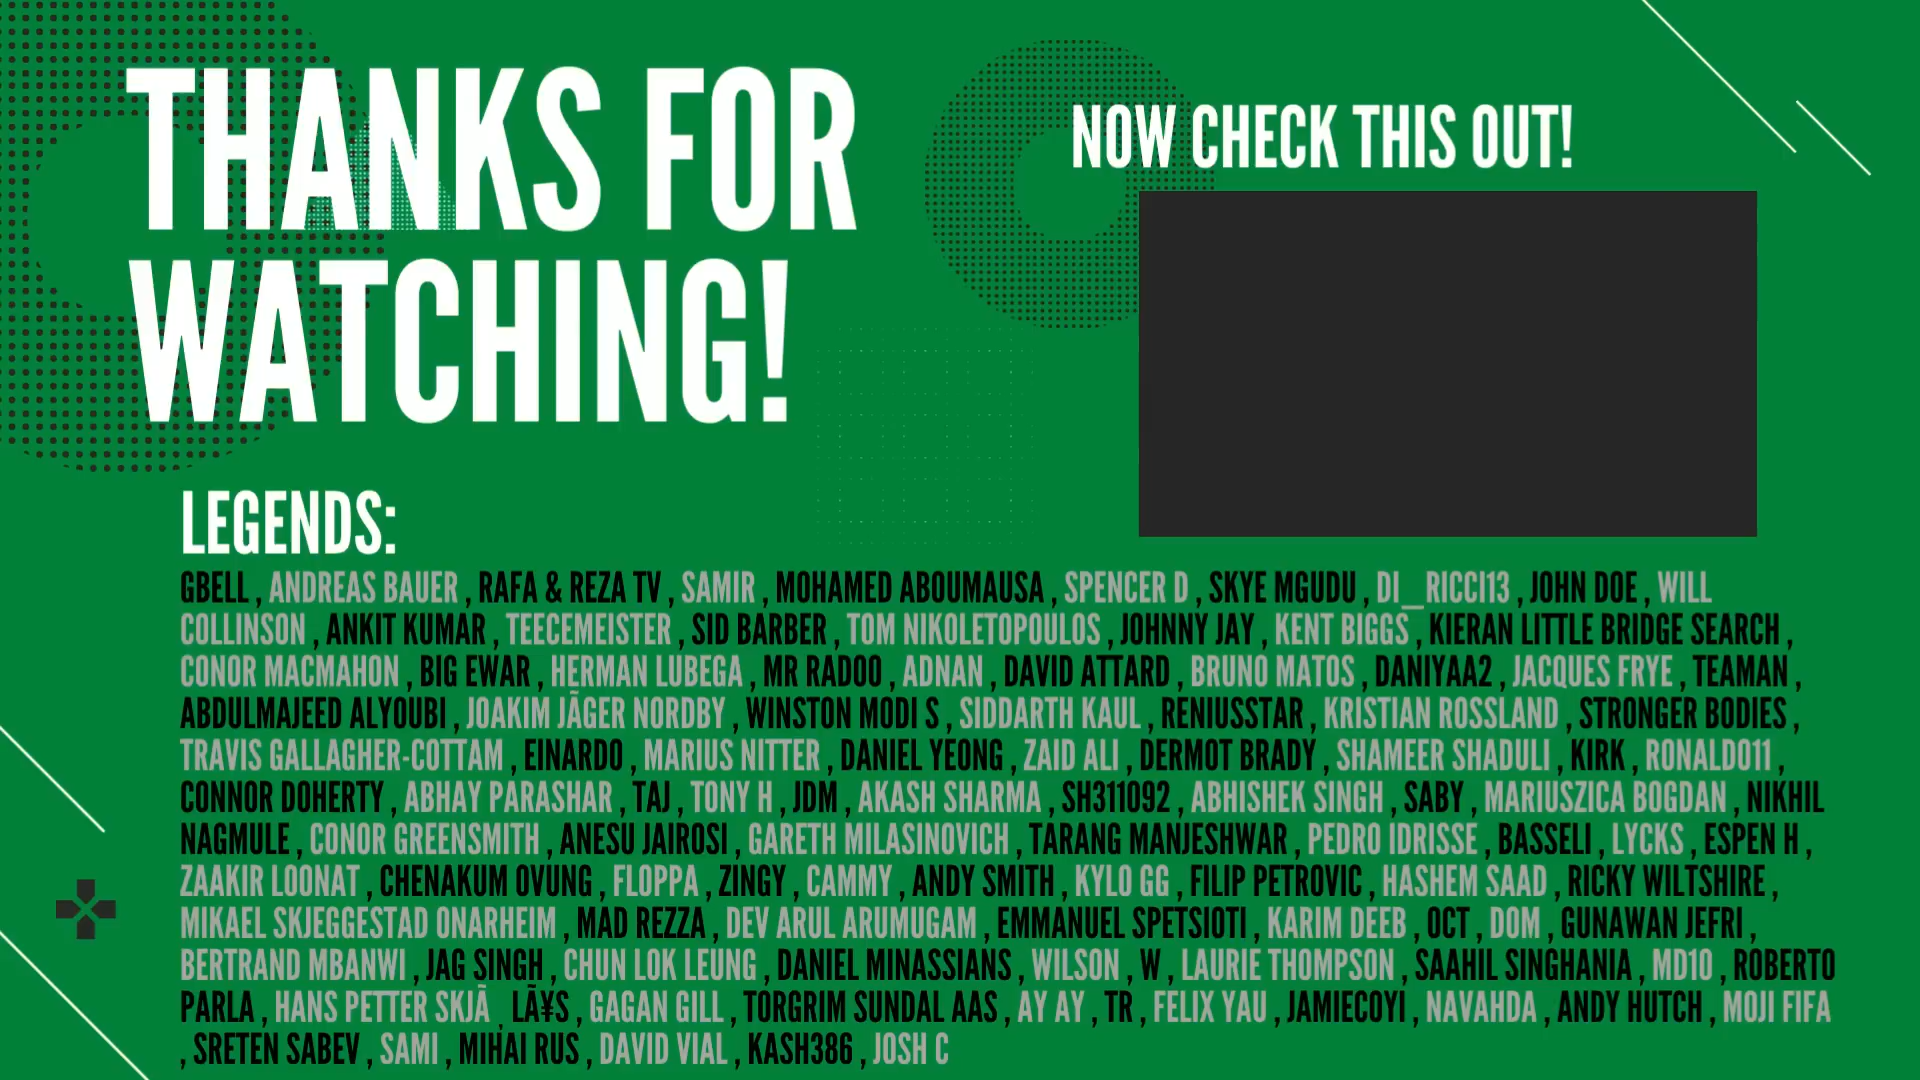 THANKS FOR
WATCHING!
NOW CHECK THIS OUT!
LEGENDS:
GBELL , ANDREAS BAUER , RAFA & REZA TV , SAMIR , MOHAMED ABOUMAUSA , SPENCER D , SKYE MGUDU , DI_RICCI13 , JOHN DOE , WILL
COLLINSON , ANKIT KUMAR , TEECEMEISTER , SID BARBER , TOM NIKOLETOPOULOS , JOHNNY JAY , KENT BIGGS , KIERAN LITTLE BRIDGE SEARCH ,
CONOR MACMAHON , BIG EWAR , HERMAN LUBEGA , MR RADOO , ADNAN , DAVID ATTARD , BRUNO MATOS , DANIYAA2 , JACQUES FRYE , TEAMAN ,
ABDULMAJEED ALYOUBI , JOAKIM JÃGER NORDBY , WINSTON MODI S , SIDDARTH KAUL , RENIUSSTAR , KRISTIAN ROSSLAND , STRONGER BODIES ,
TRAVIS GALLAGHER-COTTAM , EINARDO , MARIUS NITTER , DANIEL YEONG , ZAID ALI , DERMOT BRADY , SHAMEER SHADULI , KIRK , RONALDO11 ,
CONNOR DOHERTY , ABHAY PARASHAR , TAJ , TONY H , JDM , AKASH SHARMA , SH311092 , ABHISHEK SINGH , SABY , MARIUSZICA BOGDAN , NIKHIL
NAGMULE , CONOR GREENSMITH , ANESU JAIROSI , GARETH MILASINOVICH , TARANG MANJESHWAR , PEDRO IDRISSE , BASSELI , LYCKS , ESPEN H ,
ZAAKIR LOONAT , CHENAKUM OVUNG , FLOPPA , ZINGY , CAMMY , ANDY SMITH , KYLO GG , FILIP PETROVIC , HASHEM SAAD , RICKY WILTSHIRE ,
MIKAEL SKJEGGESTAD ONARHEIM , MAD REZZA , DEV ARUL ARUMUGAM , EMMANUEL SPETSIOTI , KARIM DEEB , OCT , DOM , GUNAWAN JEFRI ,
BERTRAND MBANWI , JAG SINGH , CHUN LOK LEUNG , DANIEL MINASSIANS , WILSON , W , LAURIE THOMPSON , SAAHIL SINGHANIA , MD10 , ROBERTO
PARLA , HANS PETTER SKJÃ¸LÃ¥S , GAGAN GILL , TORGRIM SUNDAL AAS , AY AY , TR , FELIX YAU , JAMIECOYI , NAVAHDA , ANDY HUTCH , MOJI FIFA
, SRETEN SABEV , SAMI , MIHAI RUS , DAVID VIAL , KASH386 , JOSH C